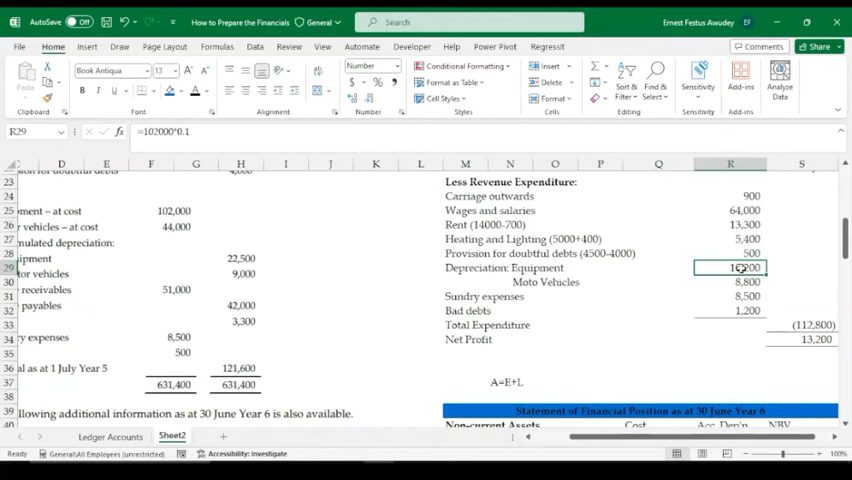 AutoSave Off How to Prepare the Financials General Search Ernest Festus Awudey EF
File Home Insert Draw Page Layout Formulas Data Review View Automate Developer Help Power Pivot Regressit Comments Share
Paste Book Antiqua 13 A A Number Conditional Formatting Insert Sort & Filter Find & Select Sensitivity Add-ins Analyze Data
B I U $ % Format as Table Delete
Cell Styles Format
Clipboard Font Alignment Number Styles Cells Editing Sensitivity Add-ins
R29 fx =102000*0.1
C D E F G H I J K L M N O P Q R S
23 Less Revenue Expenditure:
24 Carriage outwards 900
25 pment – at cost 102,000 Wages and salaries 64,000
26 r vehicles – at cost 44,000 Rent (14000-700) 13,300
27 mulated depreciation: Heating and Lighting (5000+400) 5,400
28 uipment 22,500 Provision for doubtful debts (4500-4000) 500
29 tor vehicles 9,000 Depreciation: Equipment
30 receivables 51,000 Moto Vehicles 8,800
31 Sundry expenses 8,500
32 payables 42,000 Bad debts 1,200
33 3,300 Total Expenditure (112,800)
34 ry expenses 8,500 Net Profit 13,200
35 500
36 al as at 1 July Year 5 121,600
37 631,400 631,400 A=E+L
38
39 ollowing additional information as at 30 June Year 6 is also available. Statement of Financial Position as at 30 June Year 6
40 Non-current Assets Cost Acc. Dep'n NBV
Ledger Accounts Sheet2 +
Ready General\All Employees (unrestricted) Accessibility: Investigate 100%